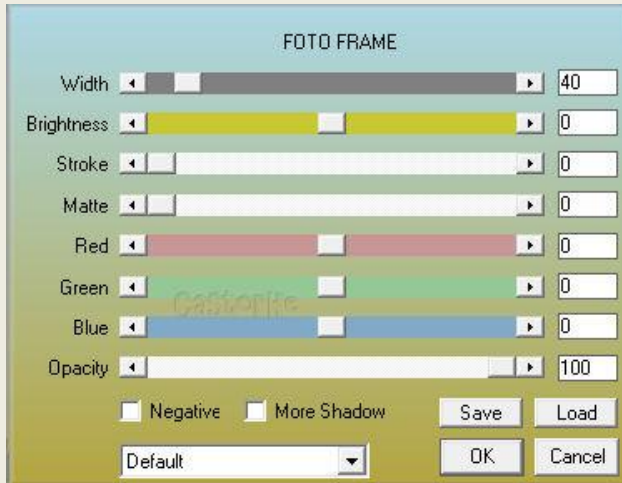 FOTO FRAME
Width 40
Brightness 0
Stroke 0
Matte 0
Red 0
Green 0
Castorke
Blue 0
Opacity 100
Negative More Shadow Save Load
Default OK Cancel